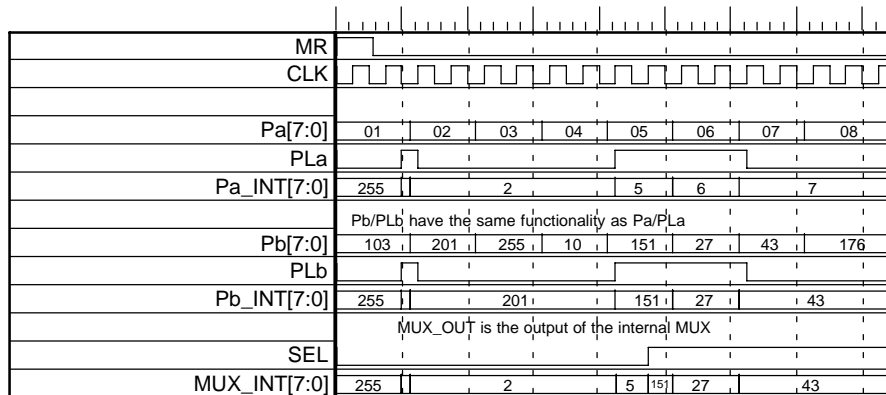 MR
CLK
Pa[7:0] 01 02 03 04 05 06 07 08
PLa
Pa_INT[7:0] 255 2 5 6 7
Pb/PLb have the same functionality as Pa/PLa
Pb[7:0] 103 201 255 10 151 27 43 176
PLb
Pb_INT[7:0] 255 201 151 27 43
MUX_OUT is the output of the internal MUX
SEL
MUX_INT[7:0] 255 2 5 151 27 43